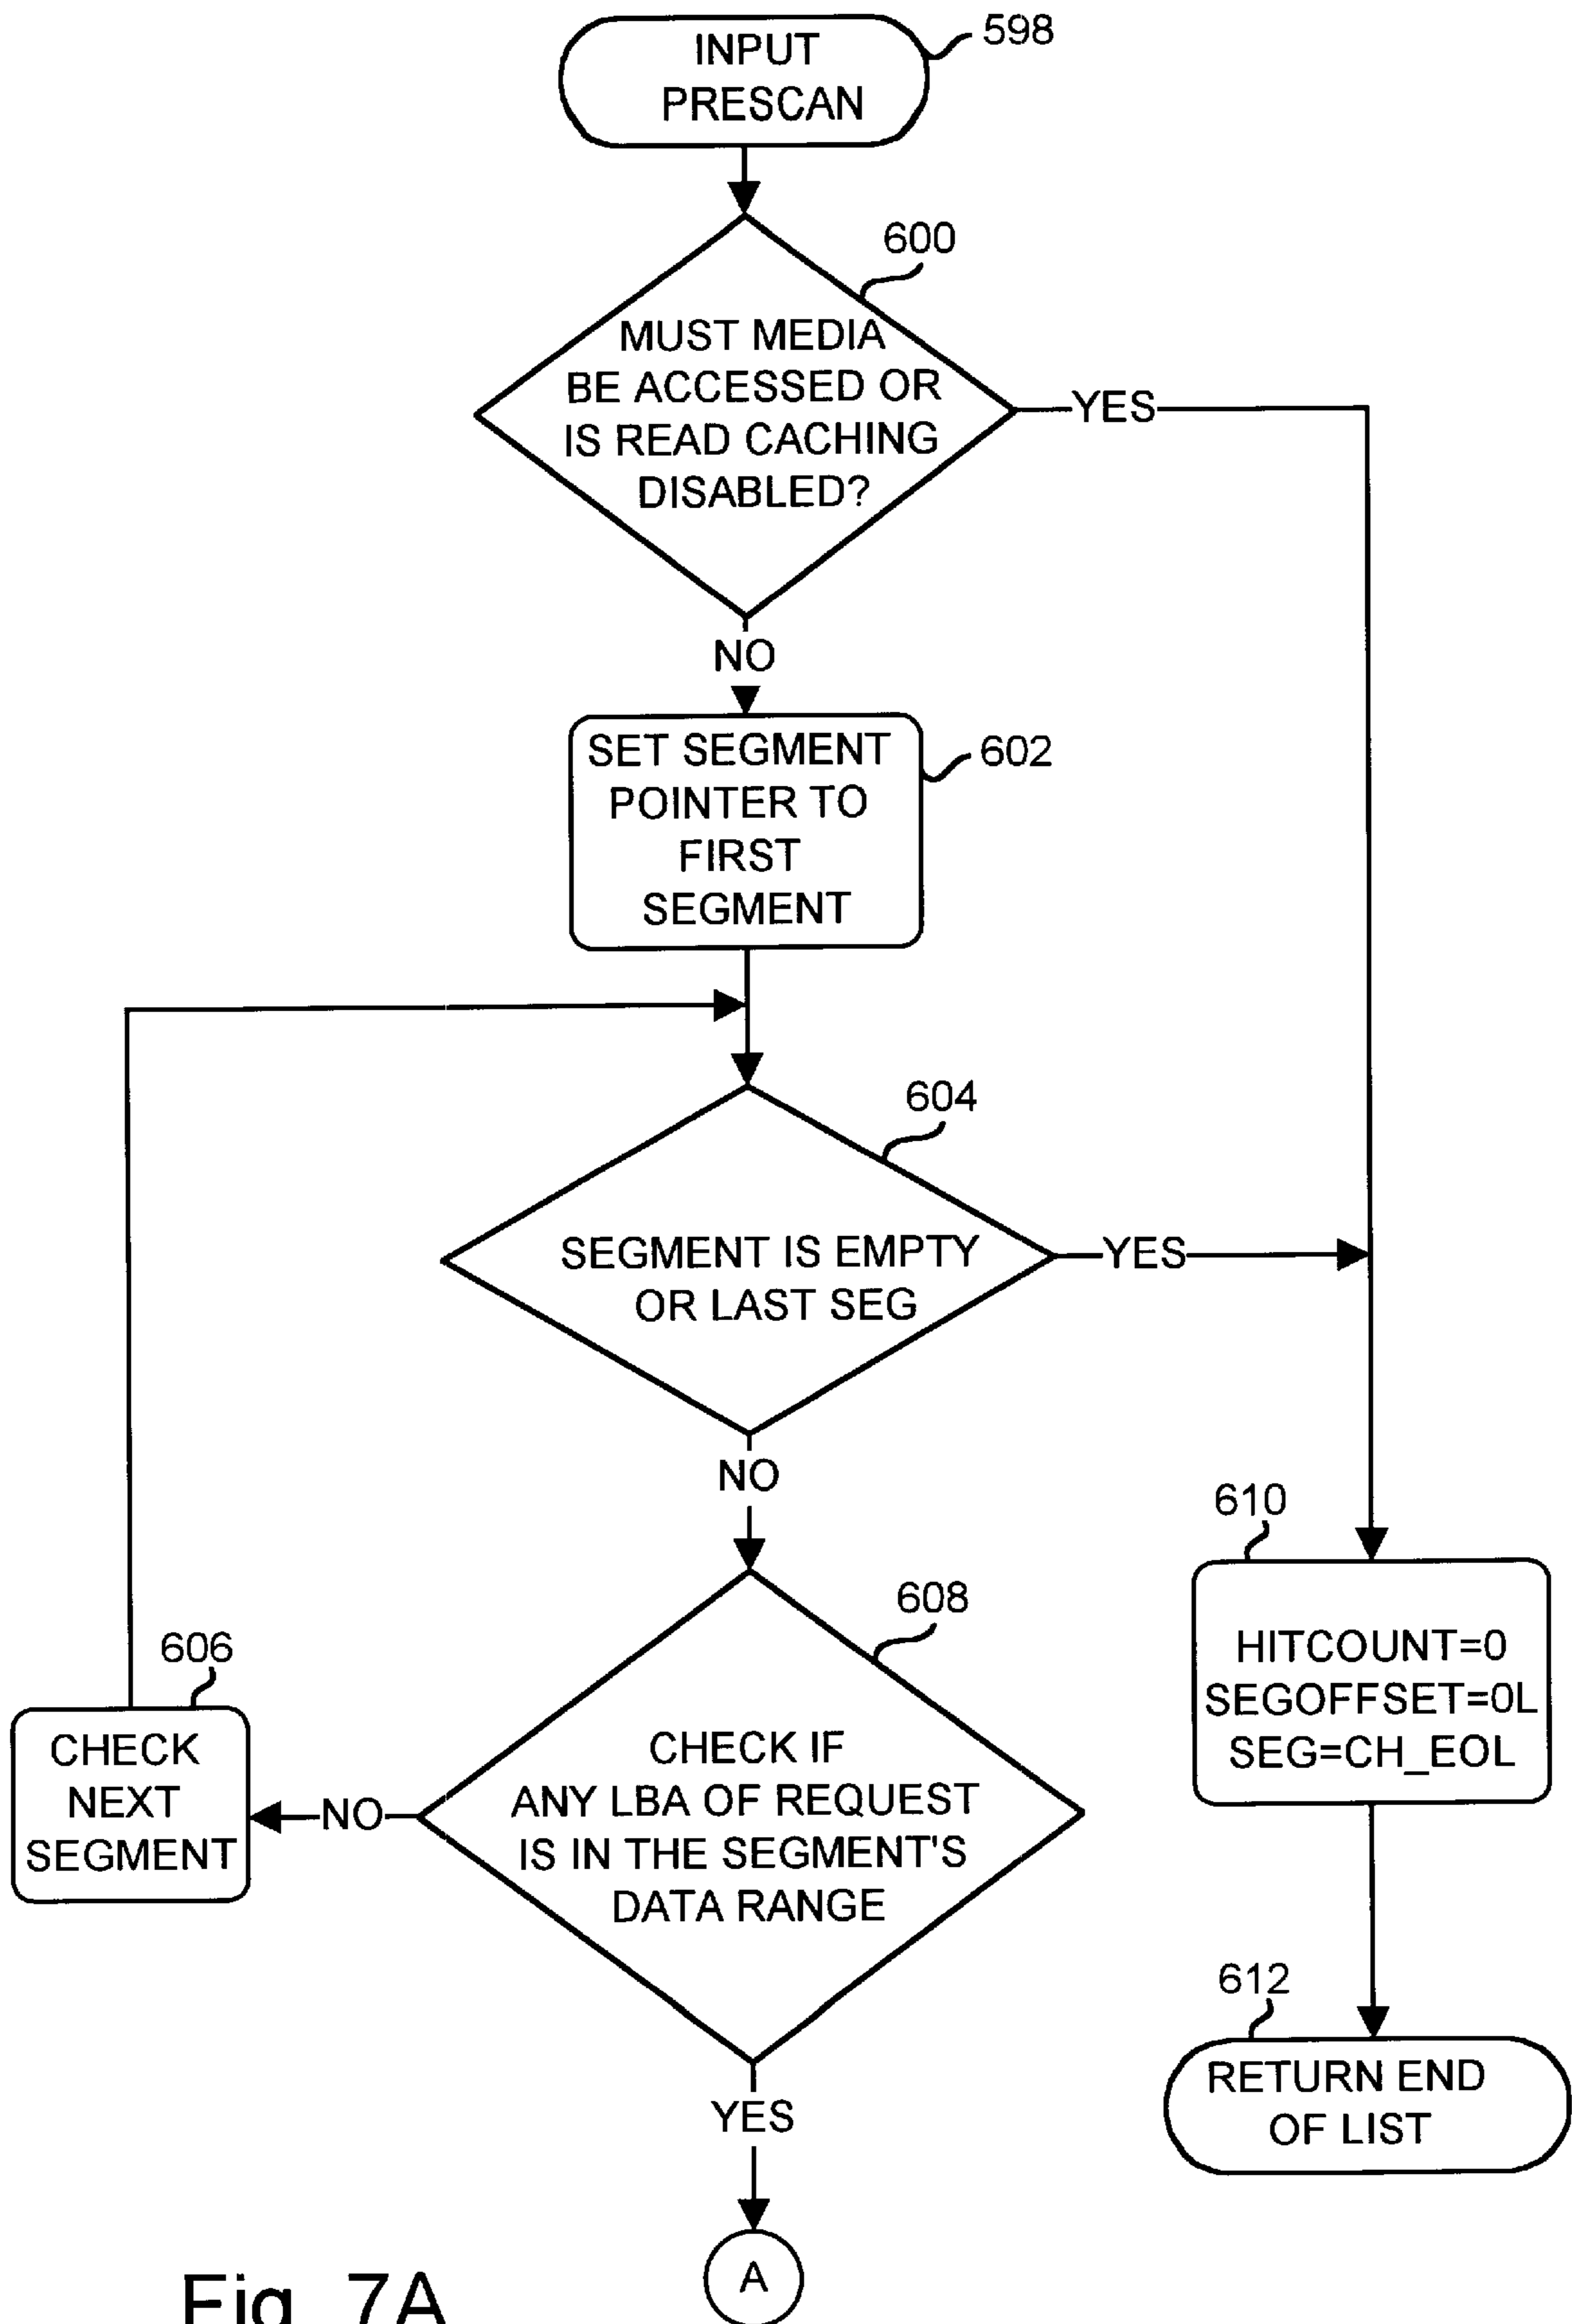 INPUT
PRESCAN
598
600
MUST MEDIA
BE ACCESSED OR
IS READ CACHING
DISABLED?
YES
NO
SET SEGMENT
POINTER TO
FIRST
SEGMENT
602
604
SEGMENT IS EMPTY
OR LAST SEG
YES
NO
610
HITCOUNT=0
SEGOFFSET=0L
SEG=CH_EOL
608
606
CHECK
NEXT
SEGMENT
NO
CHECK IF
ANY LBA OF REQUEST
IS IN THE SEGMENT'S
DATA RANGE
612
RETURN END
OF LIST
YES
A
Fig. 7A